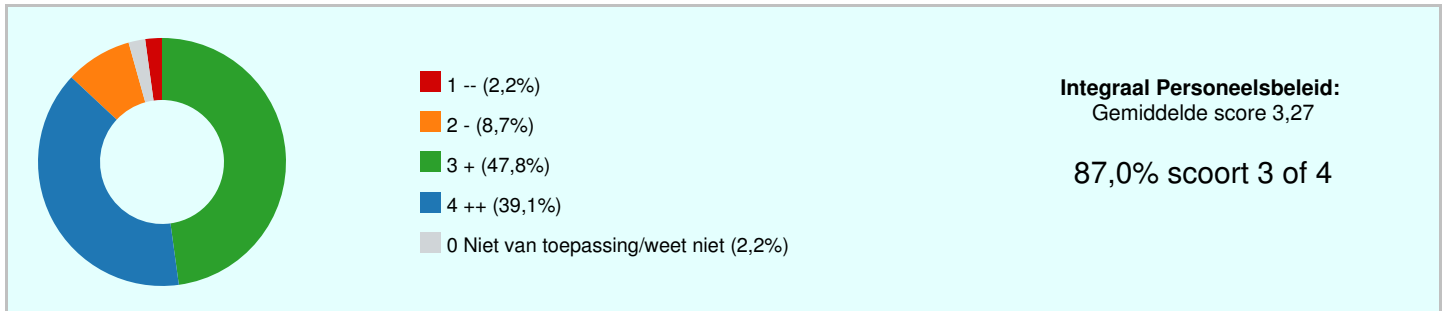 1 -- (2,2%)
2 - (8,7%)
3 + (47,8%)
4 ++ (39,1%)
0 Niet van toepassing/weet niet (2,2%)
Integraal Personeelsbeleid:
Gemiddelde score 3,27
87,0% scoort 3 of 4